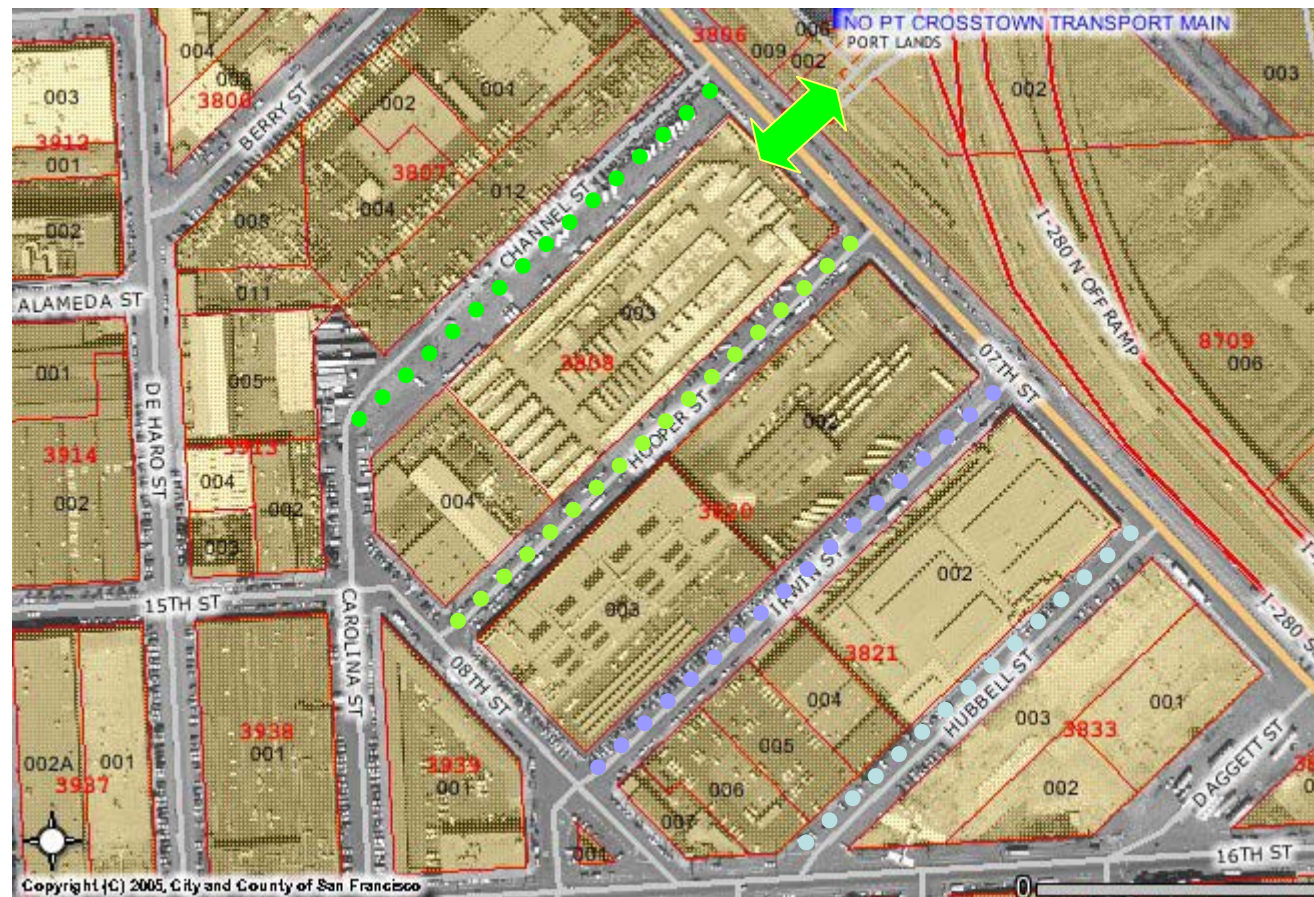 NO PT CROSSTOWN TRANSPORT MAIN
PORT LANDS
3806
009
006
002
004
003
3800
BERRY ST
002
001
003
002
003
3912
001
3807
012
004
CHANNEL ST
008
002
011
ALAMEDA ST
I-280 N OFF RAMP
003
3808
8709
006
07TH ST
001
005
DE HARO ST
HOOPER ST
002
3914
002
3913
004
002
003
004
3820
IRWIN ST
002
003
15TH ST
CAROLINA ST
08TH ST
3821
004
HUBBELL ST
I-280 S
003
001
3833
3938
001
005
002A
001
3937
3939
001
006
002
DAGGETT ST
007
001
16TH ST
Copyright (C) 2005, City and County of San Francisco
0